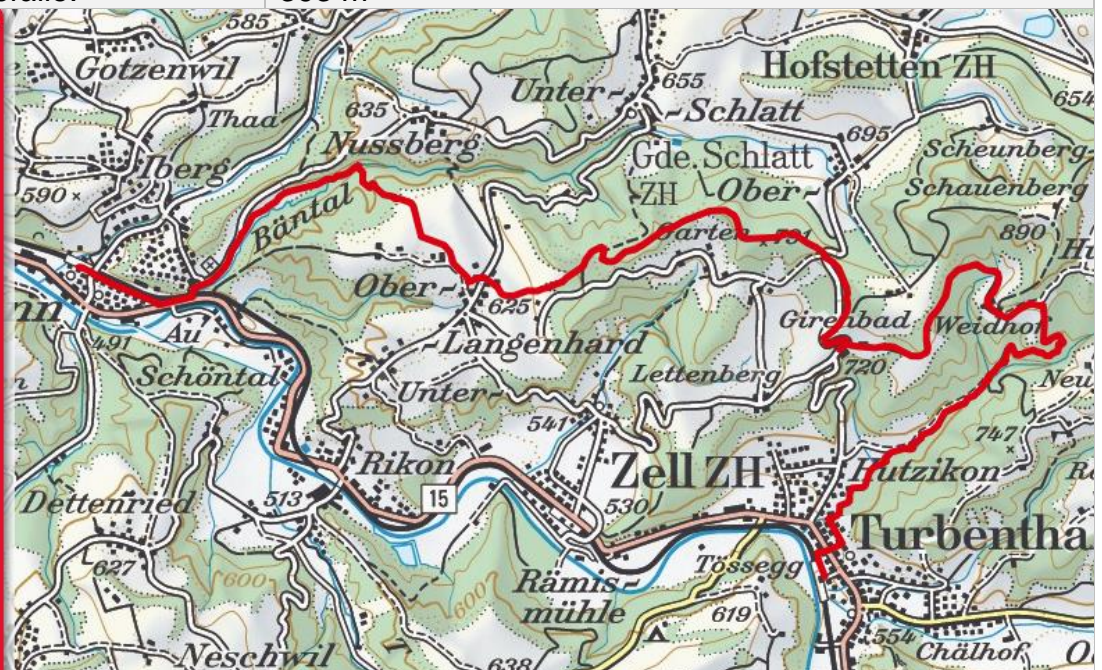 585
Gotzenwil
Thaa
Iberg
590
635
Nussberg
Bäntal
Unter-
655
Schlatt
Gde. Schlatt
ZH
Ober-
Hofstetten ZH
654
695
Scheunberg-
Schauenberg
890
Garten
791
Ober-
625
Langenhard
Unter-
Girenbad
Weidhof
720
Lettenberg
Au
491
Schöntal
541
747
Hutzikon
Rikon
15
Zell ZH
513
530
Dettenried
627
600
600
Rämis-
mühle
Tössegg
Turbentha
619
554
Chälhof
Neschwil
638